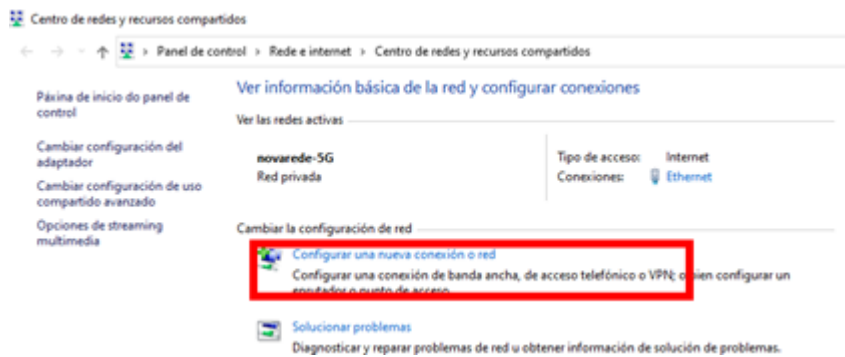 Centro de redes y recursos compartidos
Panel de control > Rede e internet > Centro de redes y recursos compartidos
Páxina de inicio do panel de
control
Cambiar configuración del
adaptador
Cambiar configuración de uso
compartido avanzado
Opciones de streaming
multimedia
Ver información básica de la red y configurar conexiones
Ver las redes activas
novarede-5G
Red privada
Tipo de acceso: Internet
Conexiones: Ethernet
Cambiar la configuración de red
Configurar una nueva conexión o red
Configurar una conexión de banda ancha, de acceso telefónico o VPN; o bien configurar un
enrutador o punto de acceso.
Solucionar problemas
Diagnosticar y reparar problemas de red u obtener información de solución de problemas.